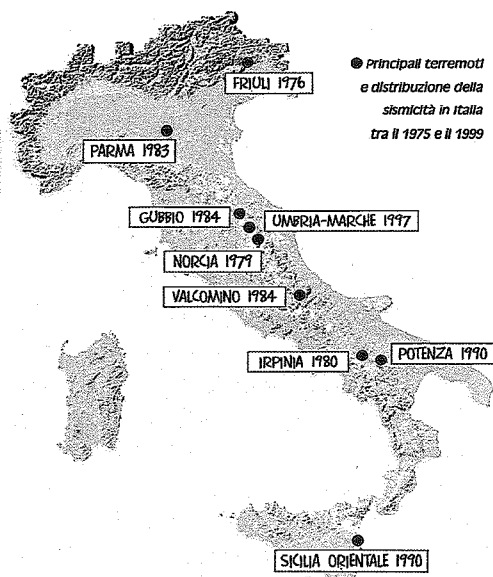 FRIULI 1976
Principali terremoti
e distribuzione della
sismicità in Italia
tra il 1975 e il 1999
PARMA 1983
GUBBIO 1984
UMBRIA-MARCHE 1997
NORCIA 1979
VALCOMINO 1984
IRPINIA 1980
POTENZA 1990
SICILIA ORIENTALE 1990